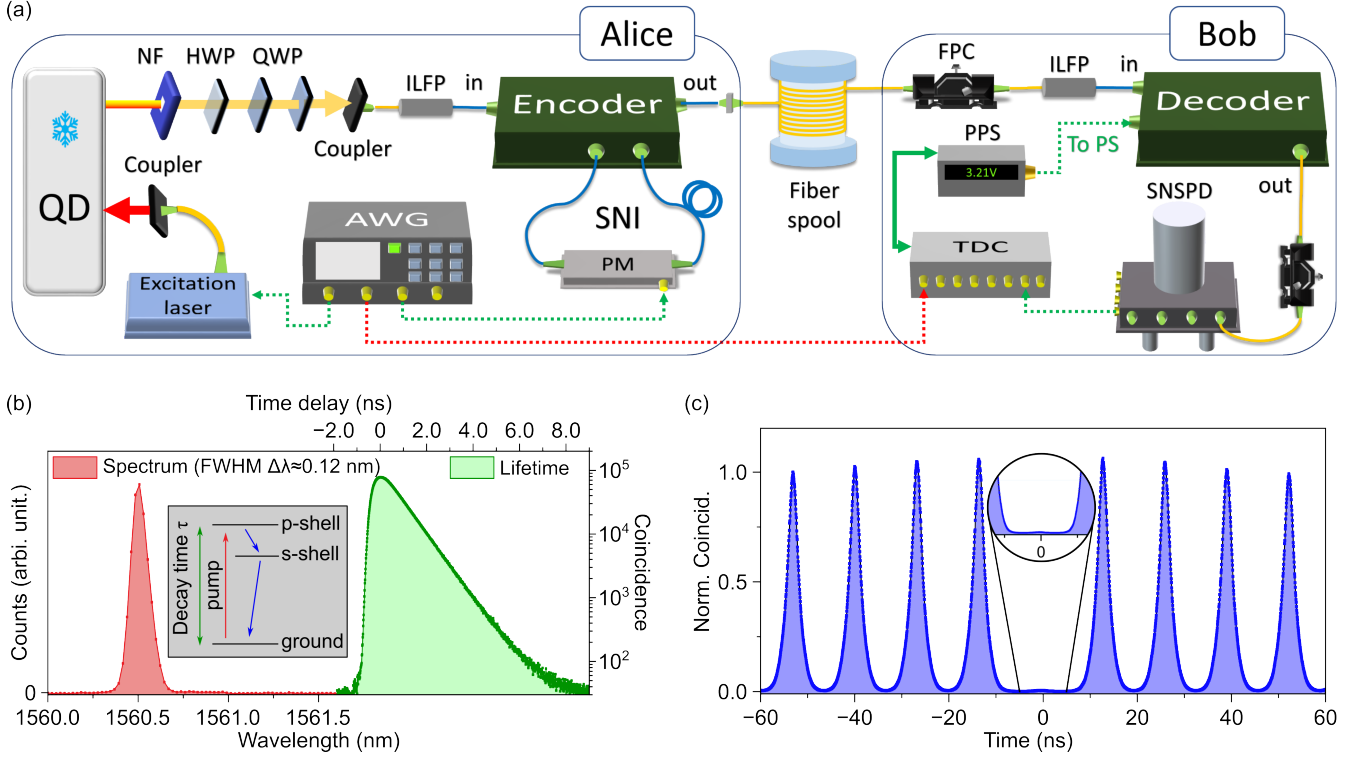 (a)
Alice
Bob
NF
HWP
QWP
ILFP
in
out
FPC
ILFP
in
Encoder
Decoder
Coupler
Coupler
PPS
To PS
3.21V
QD
AWG
SNI
PM
Fiber
spool
SNSPD
out
TDC
Excitation
laser
(b)
Time delay (ns)
−2.0 0 2.0 4.0 6.0 8.0
Spectrum (FWHM Δλ≈0.12 nm)
Lifetime
10⁵
10⁴
10³
10²
Coincidence
Counts (arbi. unit.)
0
Decay time τ
pump
p-shell
s-shell
ground
1560.0 1560.5 1561.0 1561.5
Wavelength (nm)
(c)
Norm. Coincid.
1.0
0.5
0.0
0
−60 −40 −20 0 20 40 60
Time (ns)